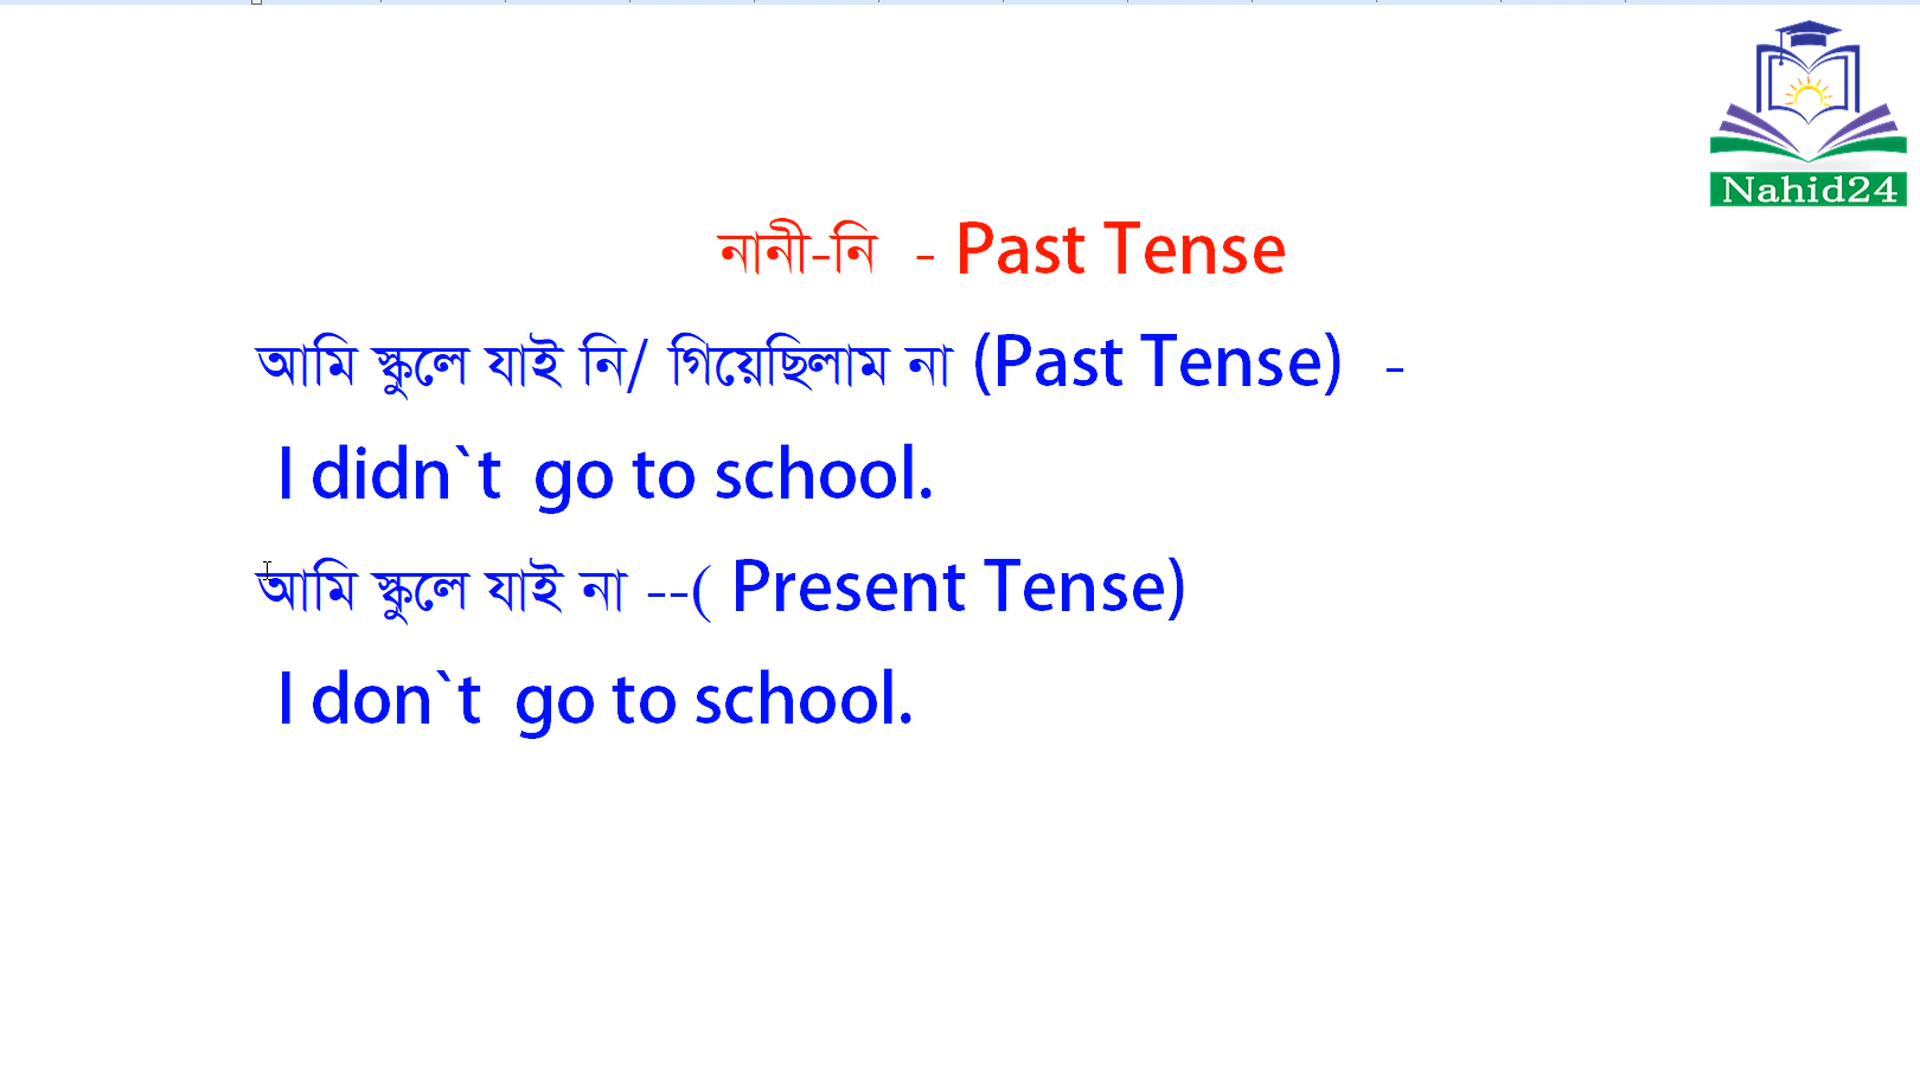 Nahid24
নানী-নি - Past Tense
আমি স্কুলে যাই নি/ গিয়েছিলাম না (Past Tense) -
I didn`t go to school.
আমি স্কুলে যাই না --( Present Tense)
I don`t go to school.